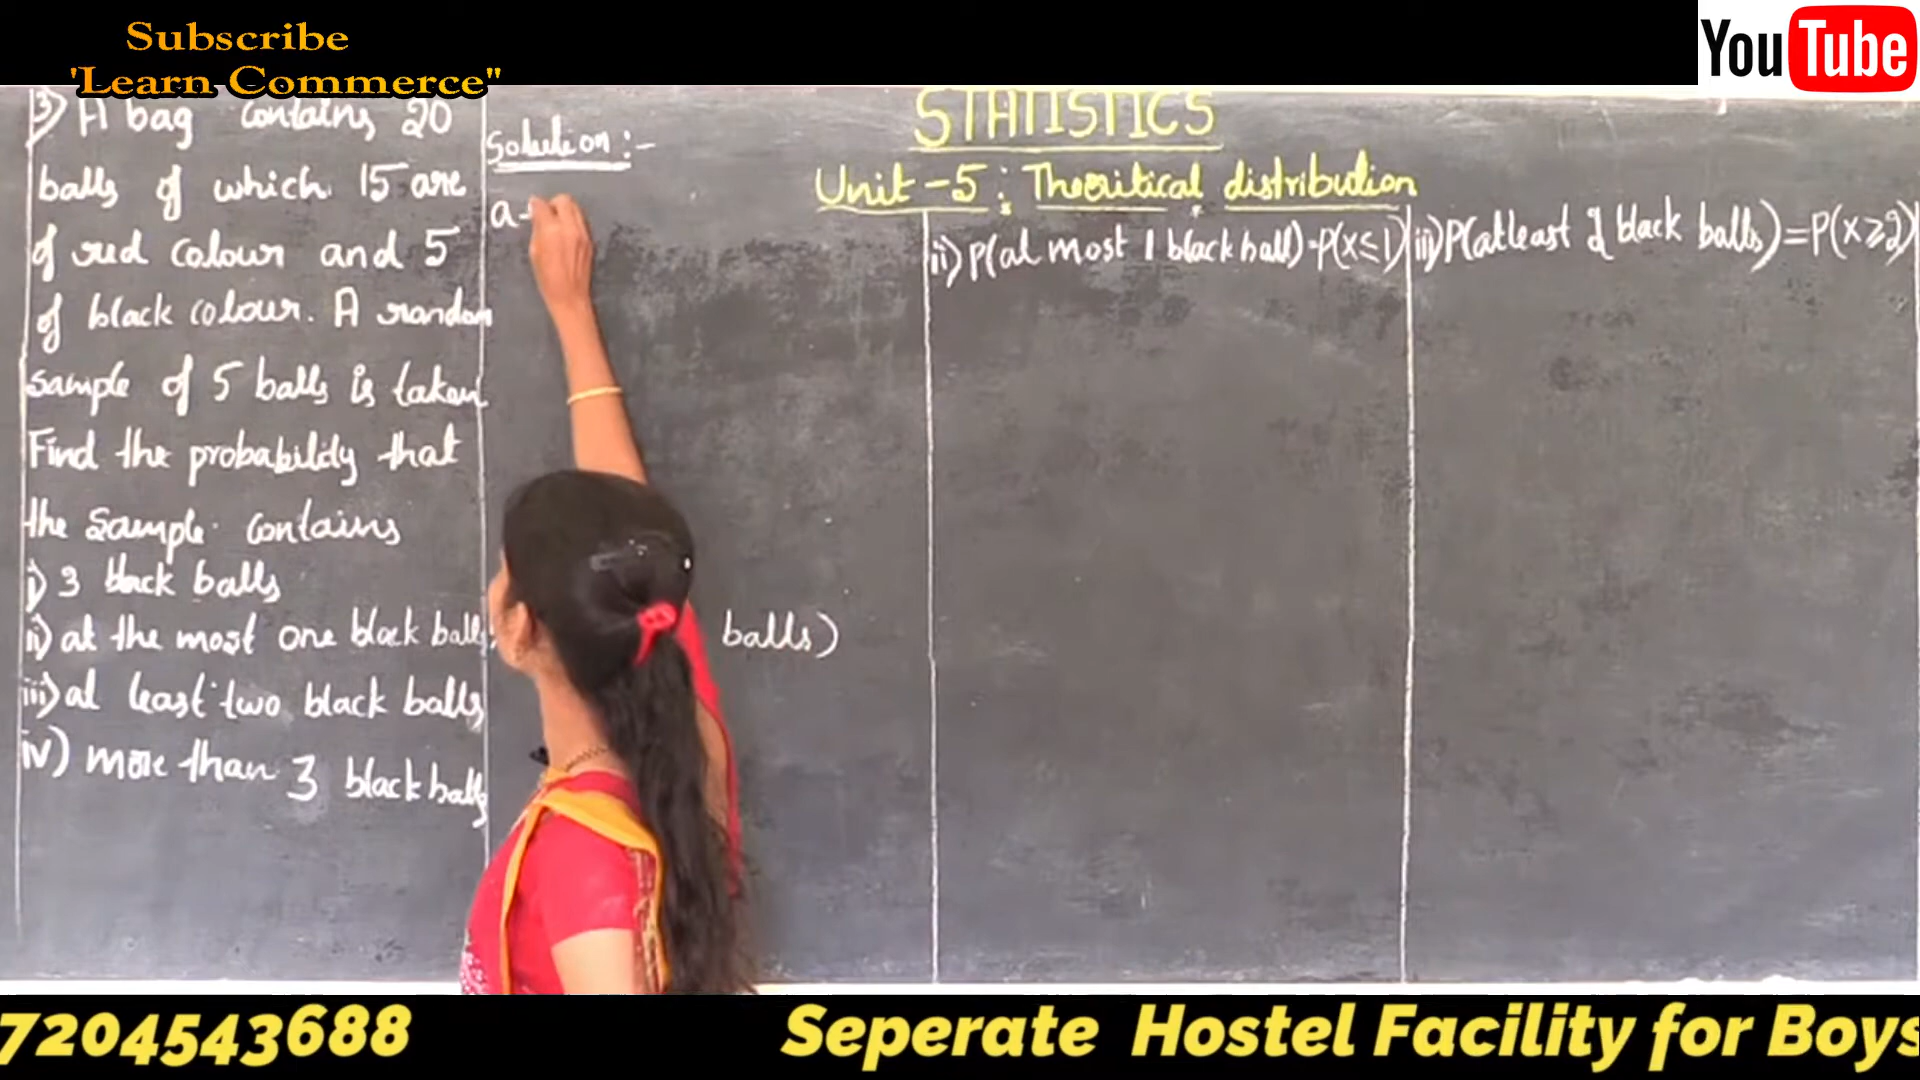 Subscribe
'Learn Commerce"
YouTube
3) A bag contains 20
balls of which 15 are
of red colour and 5
of black colour. A random
sample of 5 balls is taken
Find the probability that
the sample contains
i) 3 black balls
ii) at the most one black balls
iii) at least two black balls
iv) more than 3 black balls
Solution :-
a
balls)
STATISTICS
Unit - 5 : Theoritical distribution
ii) P(at most 1 black ball) = P(x ≤ 1)
iii) P(atleast 2 black balls) = P(x ≥ 2)
7204543688 Seperate Hostel Facility for Boys